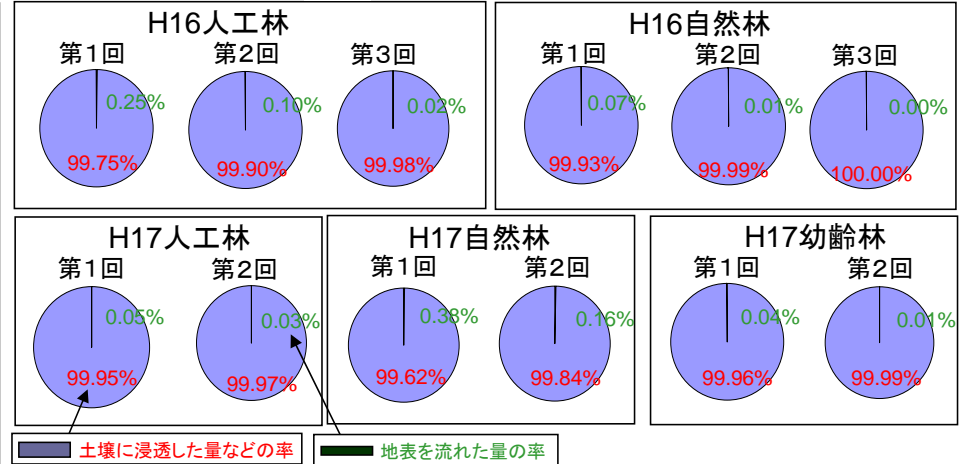 H16人工林
第1回 第2回 第3回
0.25% 0.10% 0.02%
99.75% 99.90% 99.98%
H16自然林
第1回 第2回 第3回
0.07% 0.01% 0.00%
99.93% 99.99% 100.00%
H17人工林
第1回 第2回
0.05% 0.03%
99.95% 99.97%
H17自然林
第1回 第2回
0.38% 0.16%
99.62% 99.84%
H17幼齢林
第1回 第2回
0.04% 0.01%
99.96% 99.99%
土壌に浸透した量などの率
地表を流れた量の率